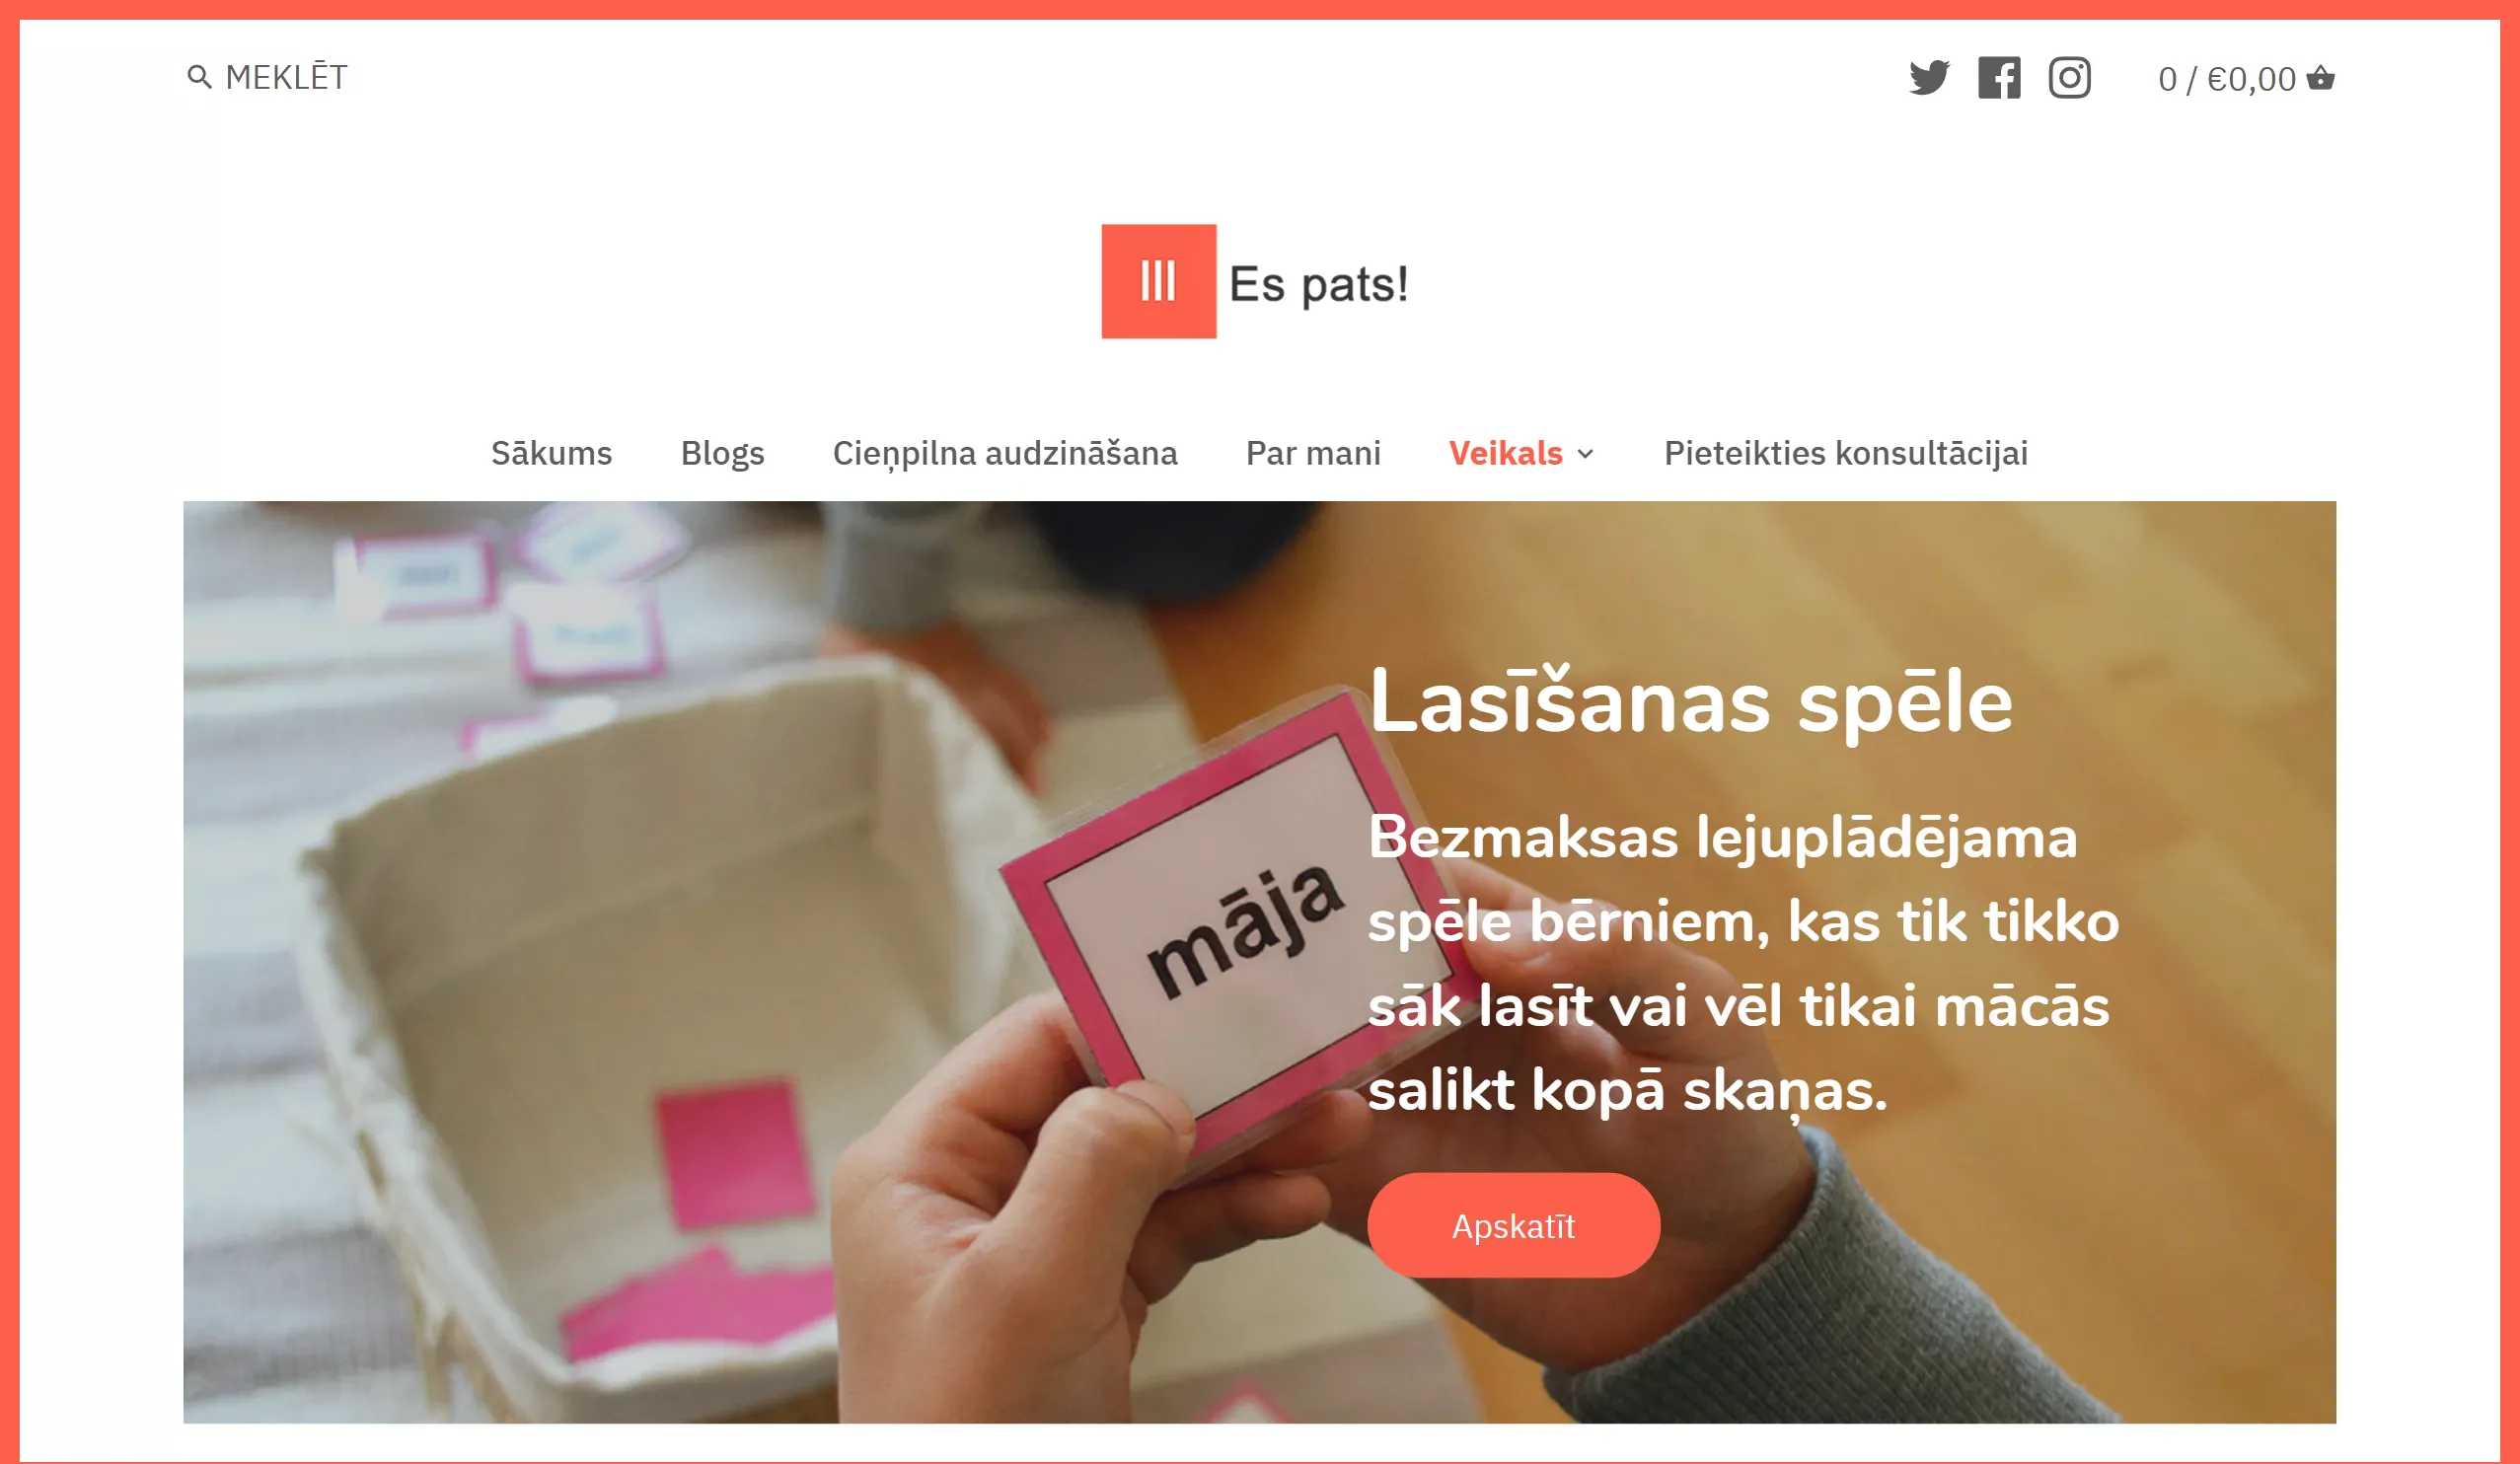 MEKLĒT
0 / €0,00
Es pats!
Sākums Blogs Cieņpilna audzināšana Par mani Veikals Pieteikties konsultācijai
Lasīšanas spēle
Bezmaksas lejuplādējama
spēle bērniem, kas tik tikko
sāk lasīt vai vēl tikai mācās
salikt kopā skaņas.
māja
Apskatīt